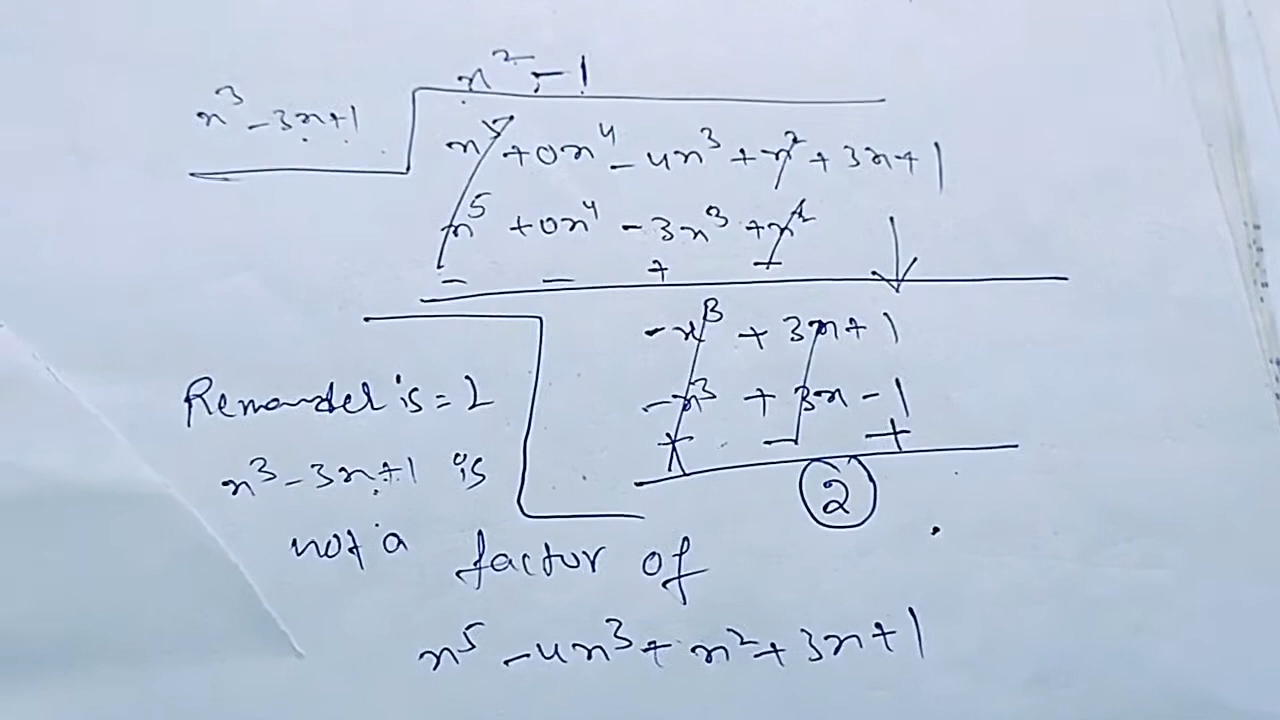 x² - 1
x³ - 3x + 1
x⁵ + 0x⁴ - 4x³ + x² + 3x + 1
x⁵ + 0x⁴ - 3x³ + x²
- - + -
-x³ + 3x + 1
-x³ + 3x - 1
+ - +
2
Remainder is = 2
x³ - 3x + 1 is
not a factor of
x⁵ - 4x³ + x² + 3x + 1